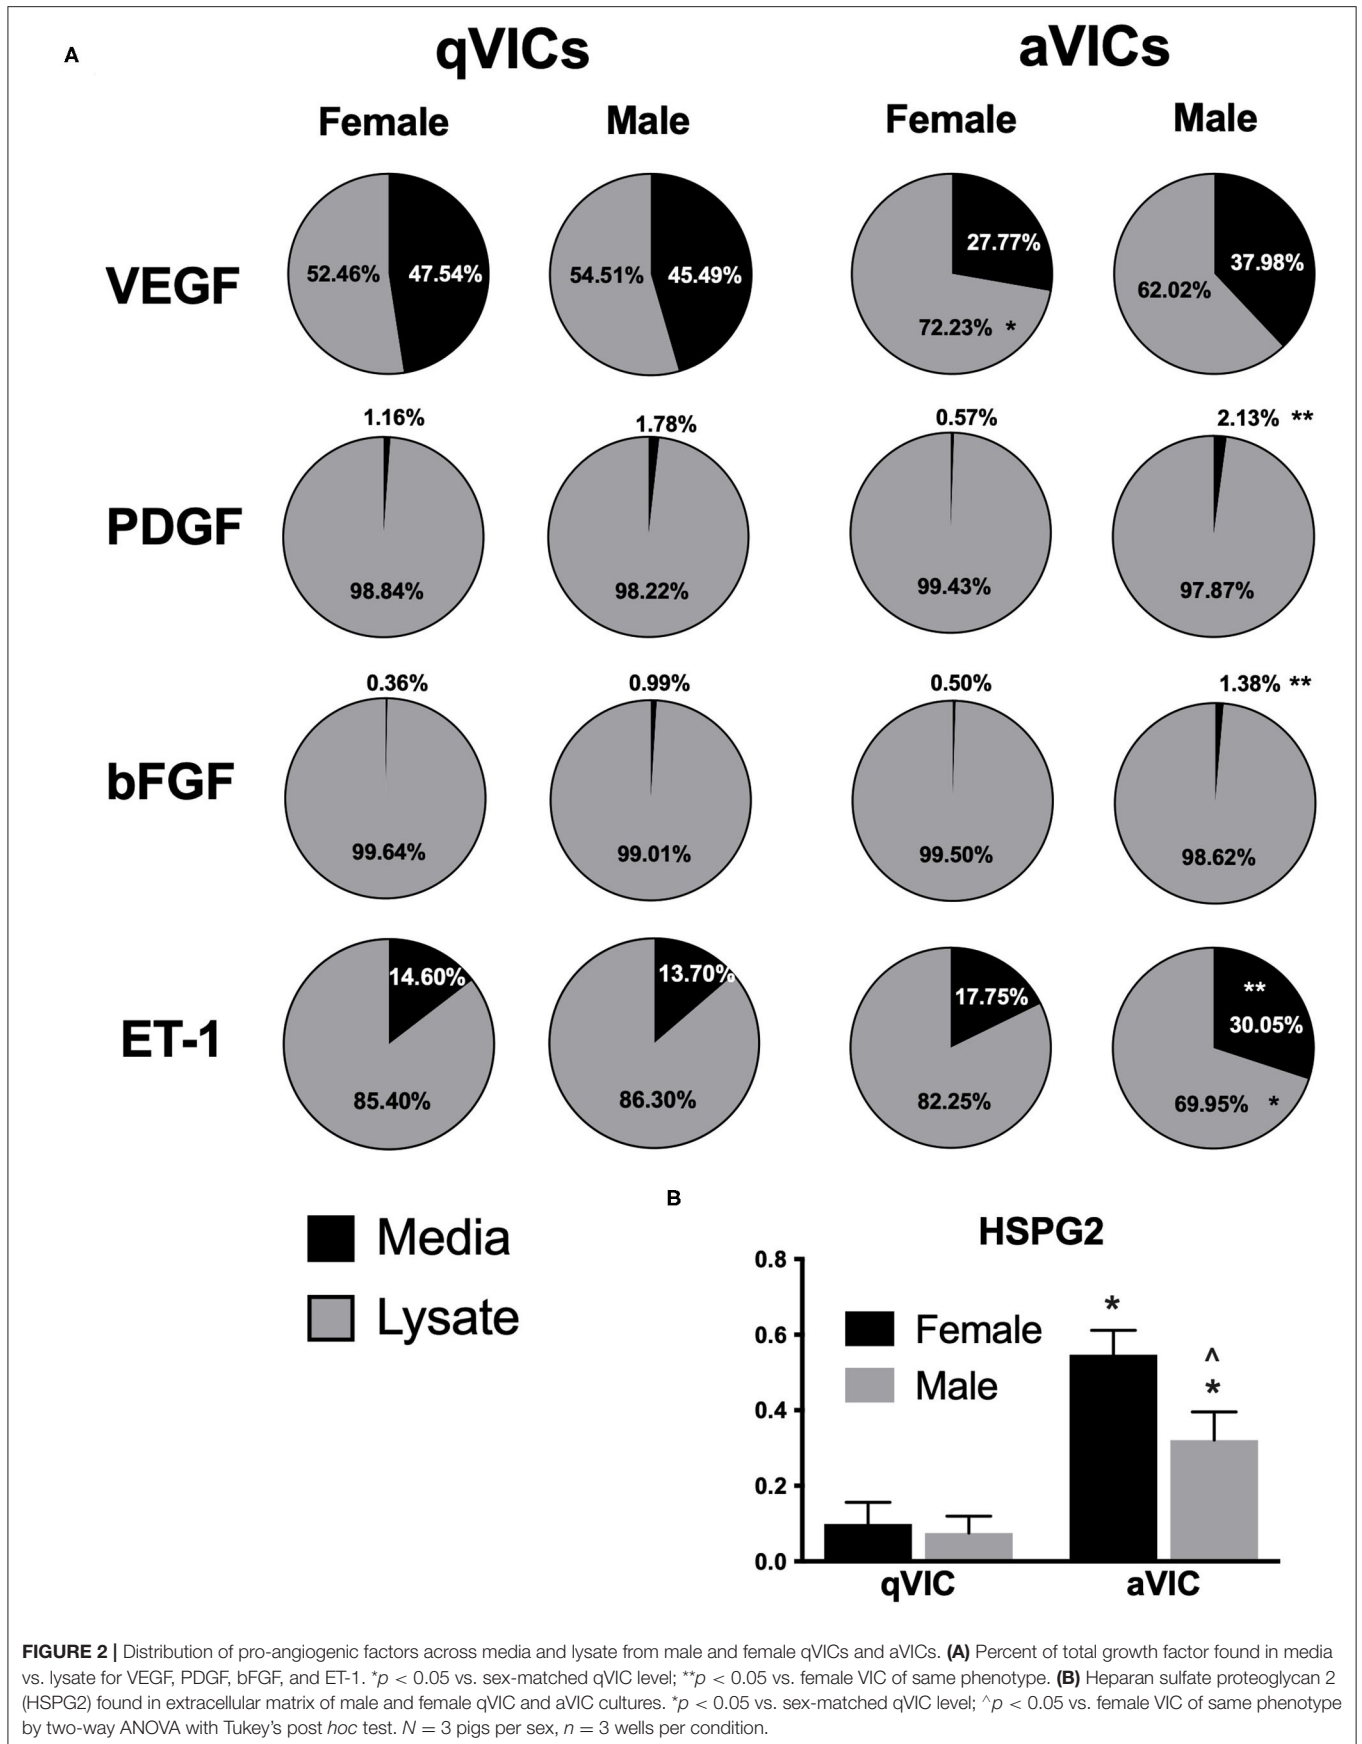 A
qVICs aVICs
Female Male Female Male
VEGF
52.46% 47.54% 54.51% 45.49% 27.77% 72.23% * 37.98% 62.02%
1.16% 1.78% 0.57% 2.13% **
PDGF
98.84% 98.22% 99.43% 97.87%
0.36% 0.99% 0.50% 1.38% **
bFGF
99.64% 99.01% 99.50% 98.62%
14.60% 13.70% 17.75% ** 30.05%
ET-1
85.40% 86.30% 82.25% 69.95% *
Media
Lysate
B
HSPG2
0.8
0.6
0.4
0.2
0.0
Female
Male
*
^
*
qVIC aVIC
FIGURE 2 | Distribution of pro-angiogenic factors across media and lysate from male and female qVICs and aVICs. (A) Percent of total growth factor found in media
vs. lysate for VEGF, PDGF, bFGF, and ET-1. *p < 0.05 vs. sex-matched qVIC level; **p < 0.05 vs. female VIC of same phenotype. (B) Heparan sulfate proteoglycan 2
(HSPG2) found in extracellular matrix of male and female qVIC and aVIC cultures. *p < 0.05 vs. sex-matched qVIC level; ^p < 0.05 vs. female VIC of same phenotype
by two-way ANOVA with Tukey's post hoc test. N = 3 pigs per sex, n = 3 wells per condition.